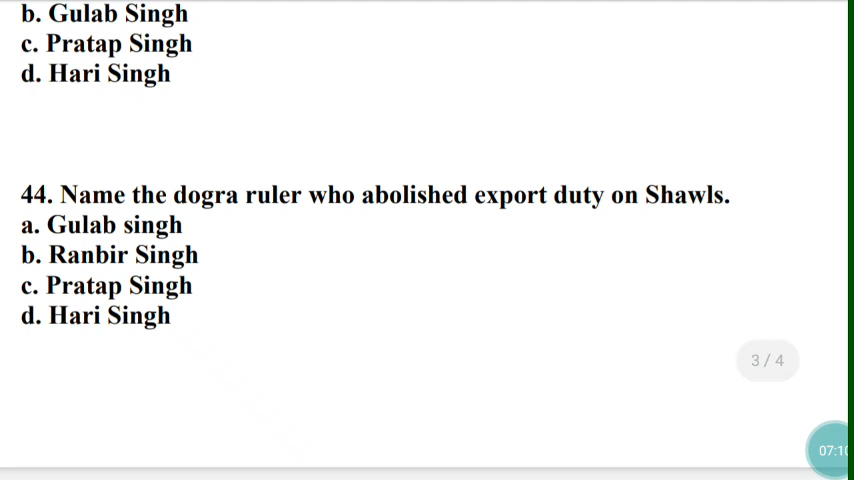 b. Gulab Singh
c. Pratap Singh
d. Hari Singh
44. Name the dogra ruler who abolished export duty on Shawls.
a. Gulab singh
b. Ranbir Singh
c. Pratap Singh
d. Hari Singh
3 / 4
07:10